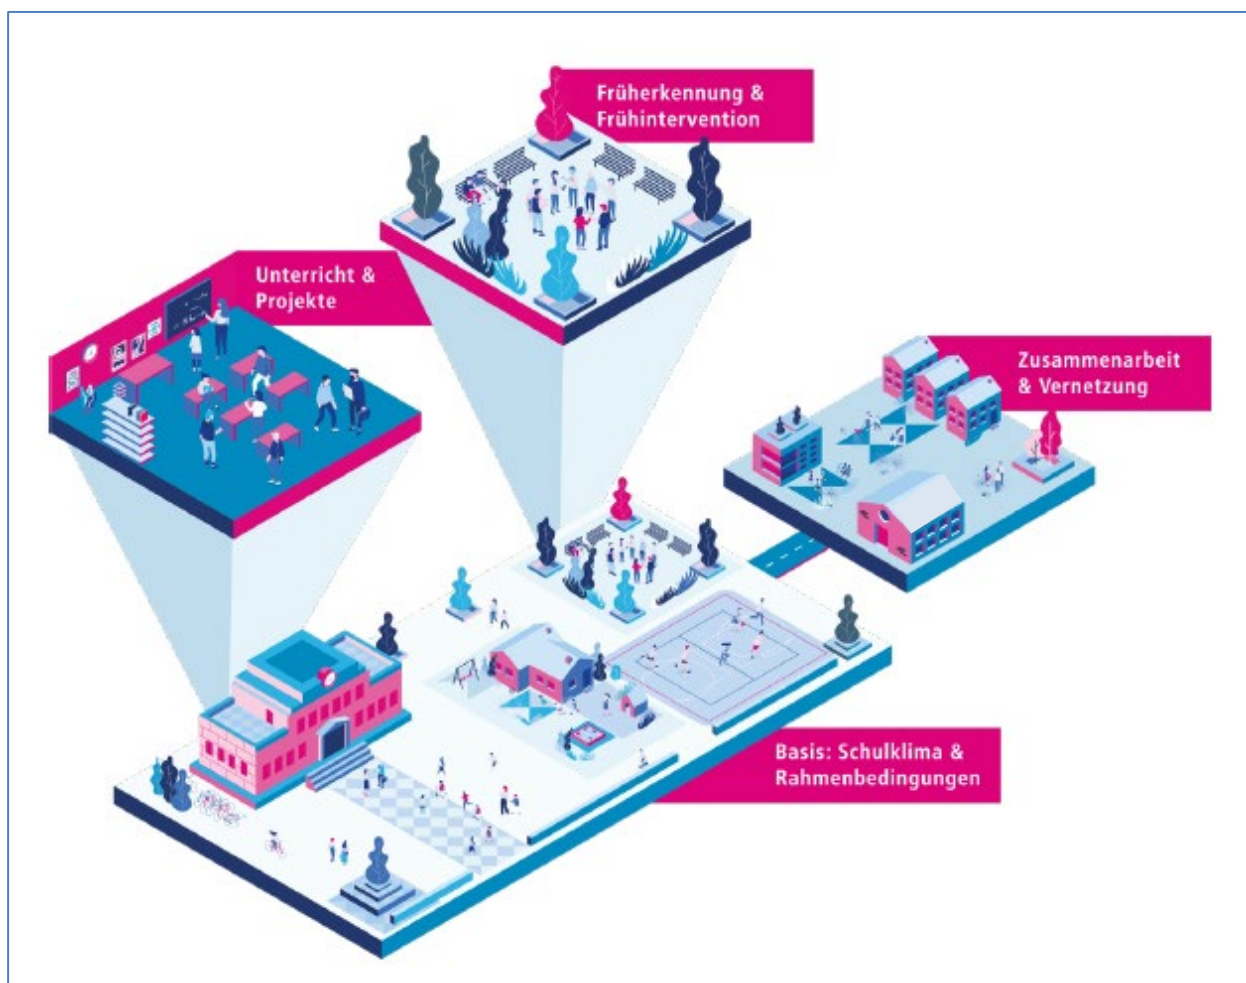 Früherkennung &
Frühintervention
Unterricht &
Projekte
Zusammenarbeit
& Vernetzung
Basis: Schulklima &
Rahmenbedingungen